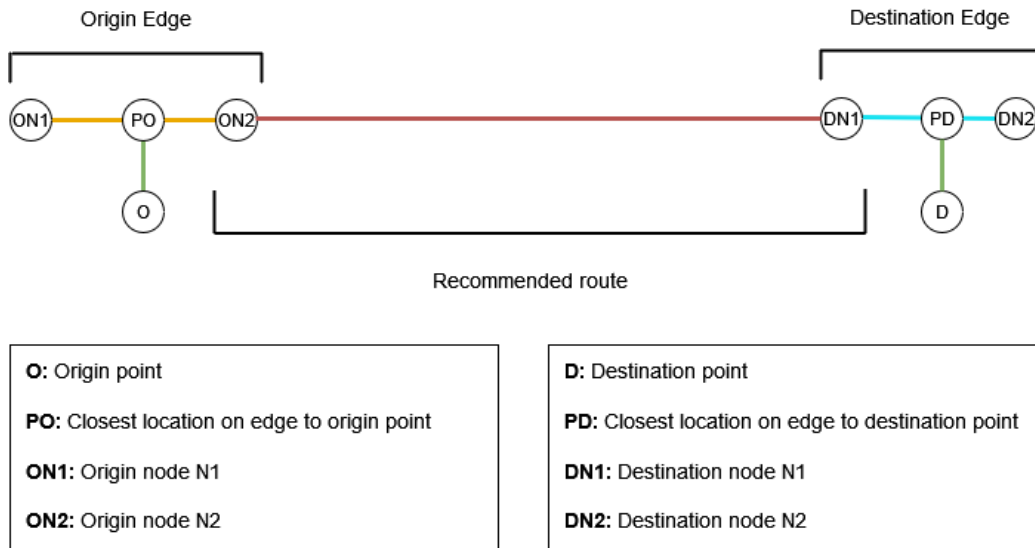 Origin Edge
Destination Edge
ON1
PO
ON2
DN1
PD
DN2
O
D
Recommended route
O: Origin point
PO: Closest location on edge to origin point
ON1: Origin node N1
ON2: Origin node N2
D: Destination point
PD: Closest location on edge to destination point
DN1: Destination node N1
DN2: Destination node N2